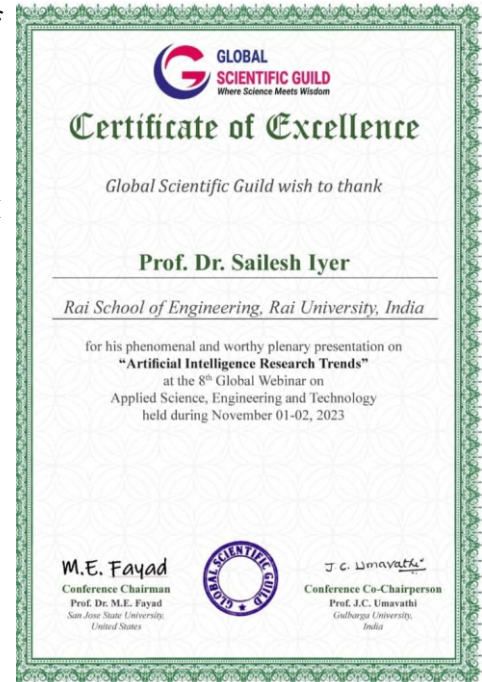 GLOBAL
SCIENTIFIC GUILD
Where Science Meets Wisdom
Certificate of Excellence
Global Scientific Guild wish to thank
Prof. Dr. Sailesh Iyer
Rai School of Engineering, Rai University, India
for his phenomenal and worthy plenary presentation on
“Artificial Intelligence Research Trends”
at the 8th Global Webinar on
Applied Science, Engineering and Technology
held during November 01-02, 2023
M.E. Fayad
Conference Chairman
Prof. Dr. M.E. Fayad
San Jose State University,
United States
GLOBAL SCIENTIFIC GUILD
J.C. Umavathi
Conference Co-Chairperson
Prof. J.C. Umavathi
Gulbarga University,
India